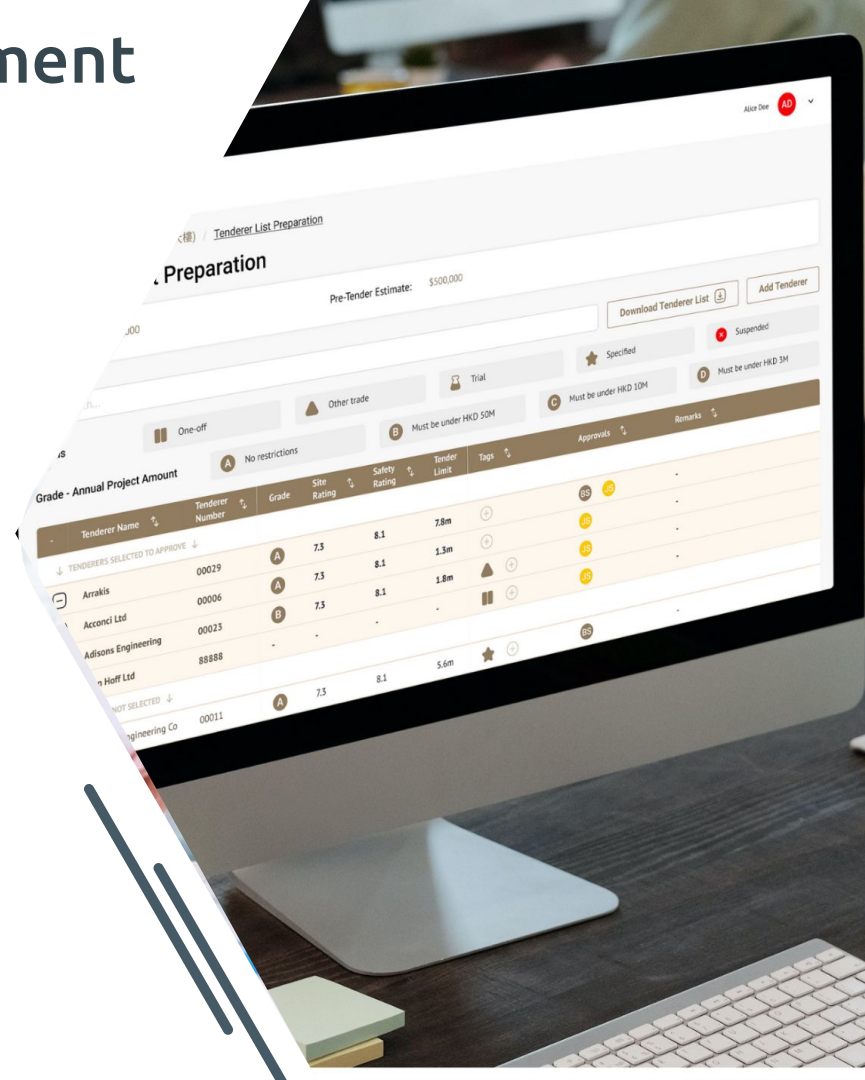 ment
Alice Doe AD
樓) / Tenderer List Preparation
t Preparation
Pre-Tender Estimate: $500,000
Download Tenderer List Add Tenderer
One-off Other trade Trial Specified Suspended
Grade - Annual Project Amount A No restrictions B Must be under HKD 50M C Must be under HKD 10M D Must be under HKD 3M
- Tenderer Name Tenderer Number Grade Site Rating Safety Rating Tender Limit Tags Approvals Remarks
TENDERERS SELECTED TO APPROVE
Arrakis 00029 A 7.3 8.1 7.8m BS JS -
Acconci Ltd 00006 A 7.3 8.1 1.3m JS -
Adisons Engineering 00023 B 7.3 8.1 1.8m JS -
n Hoff Ltd 88888 - - - - JS -
NOT SELECTED
ngineering Co 00011 A 7.3 8.1 5.6m BS -